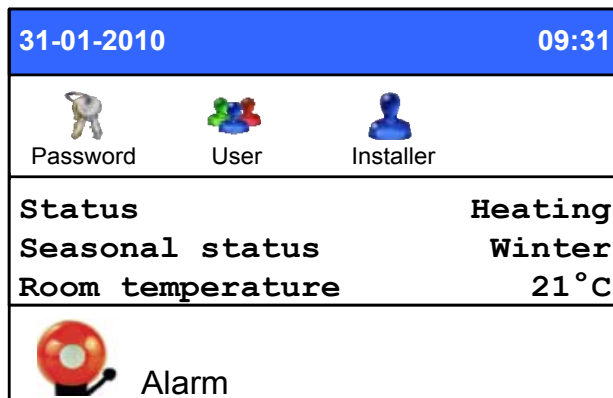 31-01-2010 09:31
Password User Installer
Status Heating
Seasonal status Winter
Room temperature 21°C
Alarm